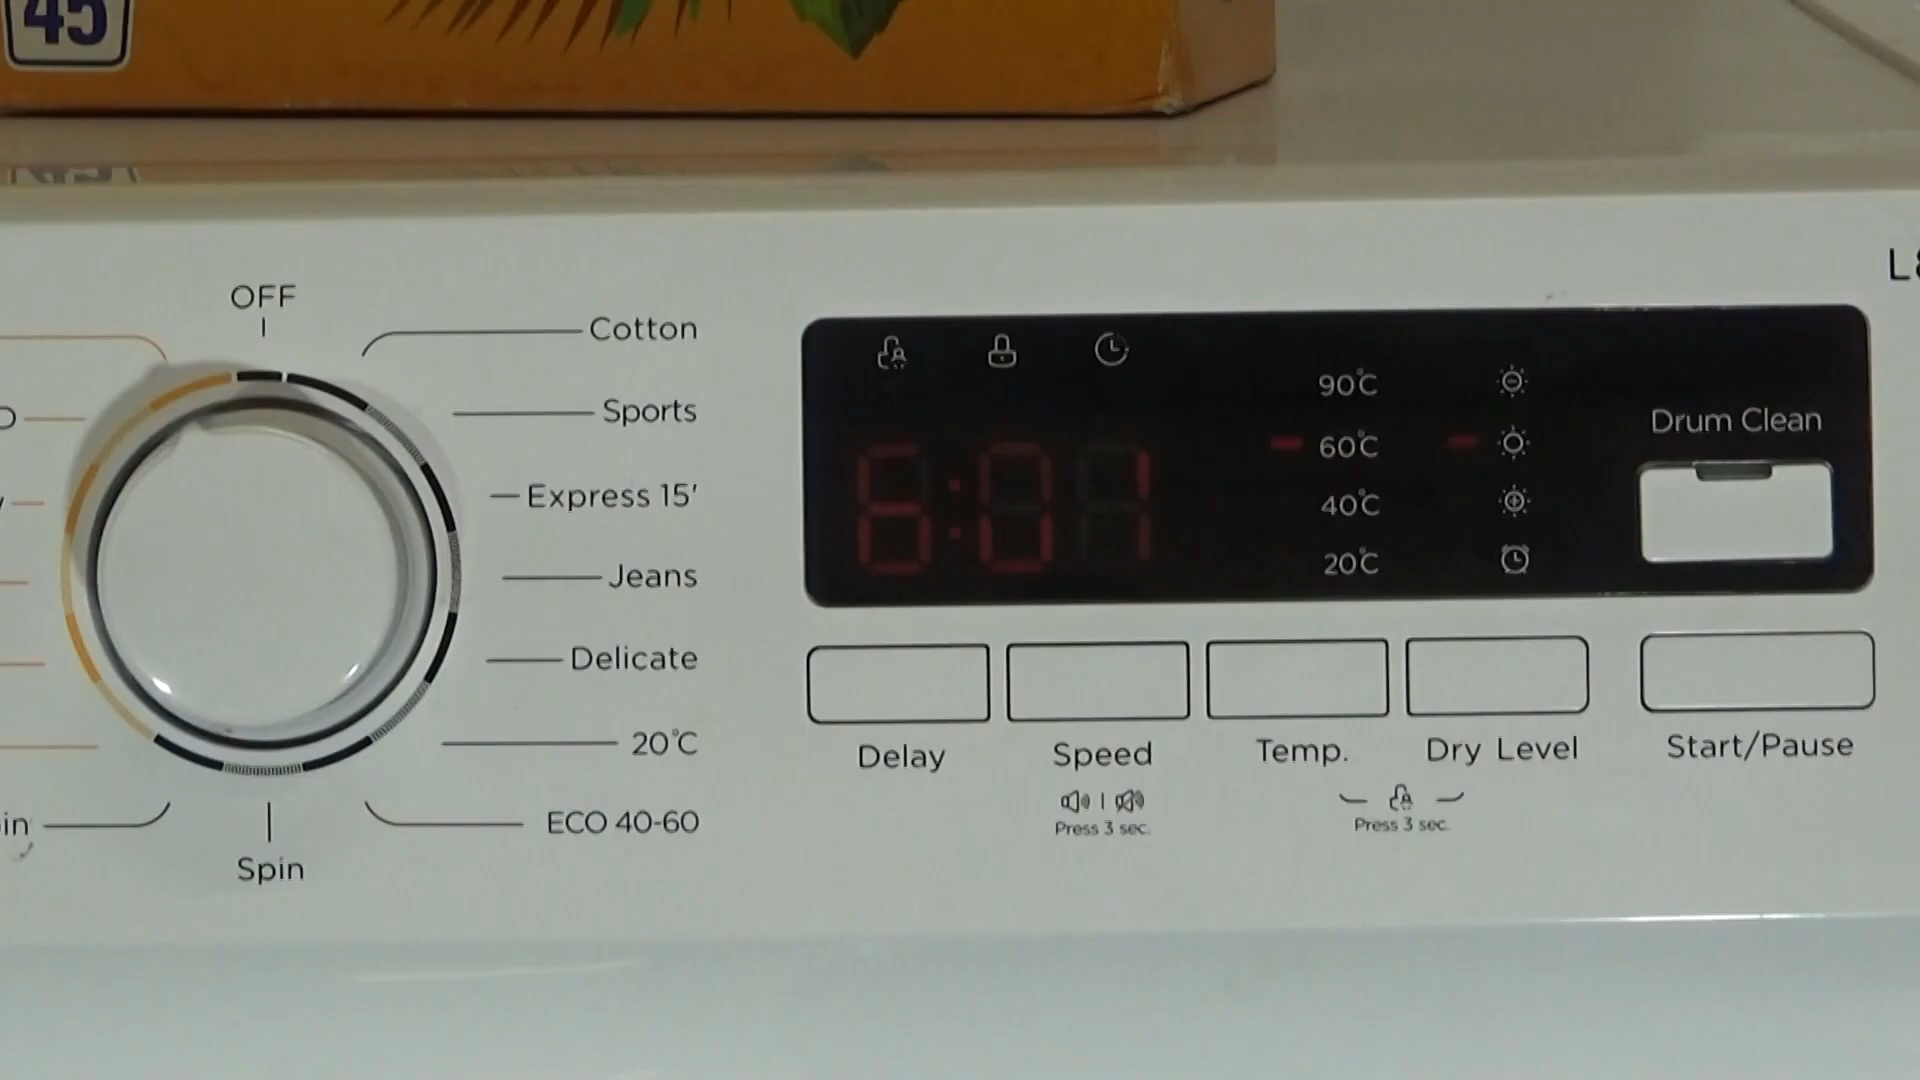 45
OFF
Cotton
Sports
Express 15'
Jeans
Delicate
20°C
ECO 40-60
Spin
6:01
90°C
60°C
40°C
20°C
Drum Clean
Delay
Speed
Temp.
Dry Level
Start/Pause
Press 3 sec.
Press 3 sec.